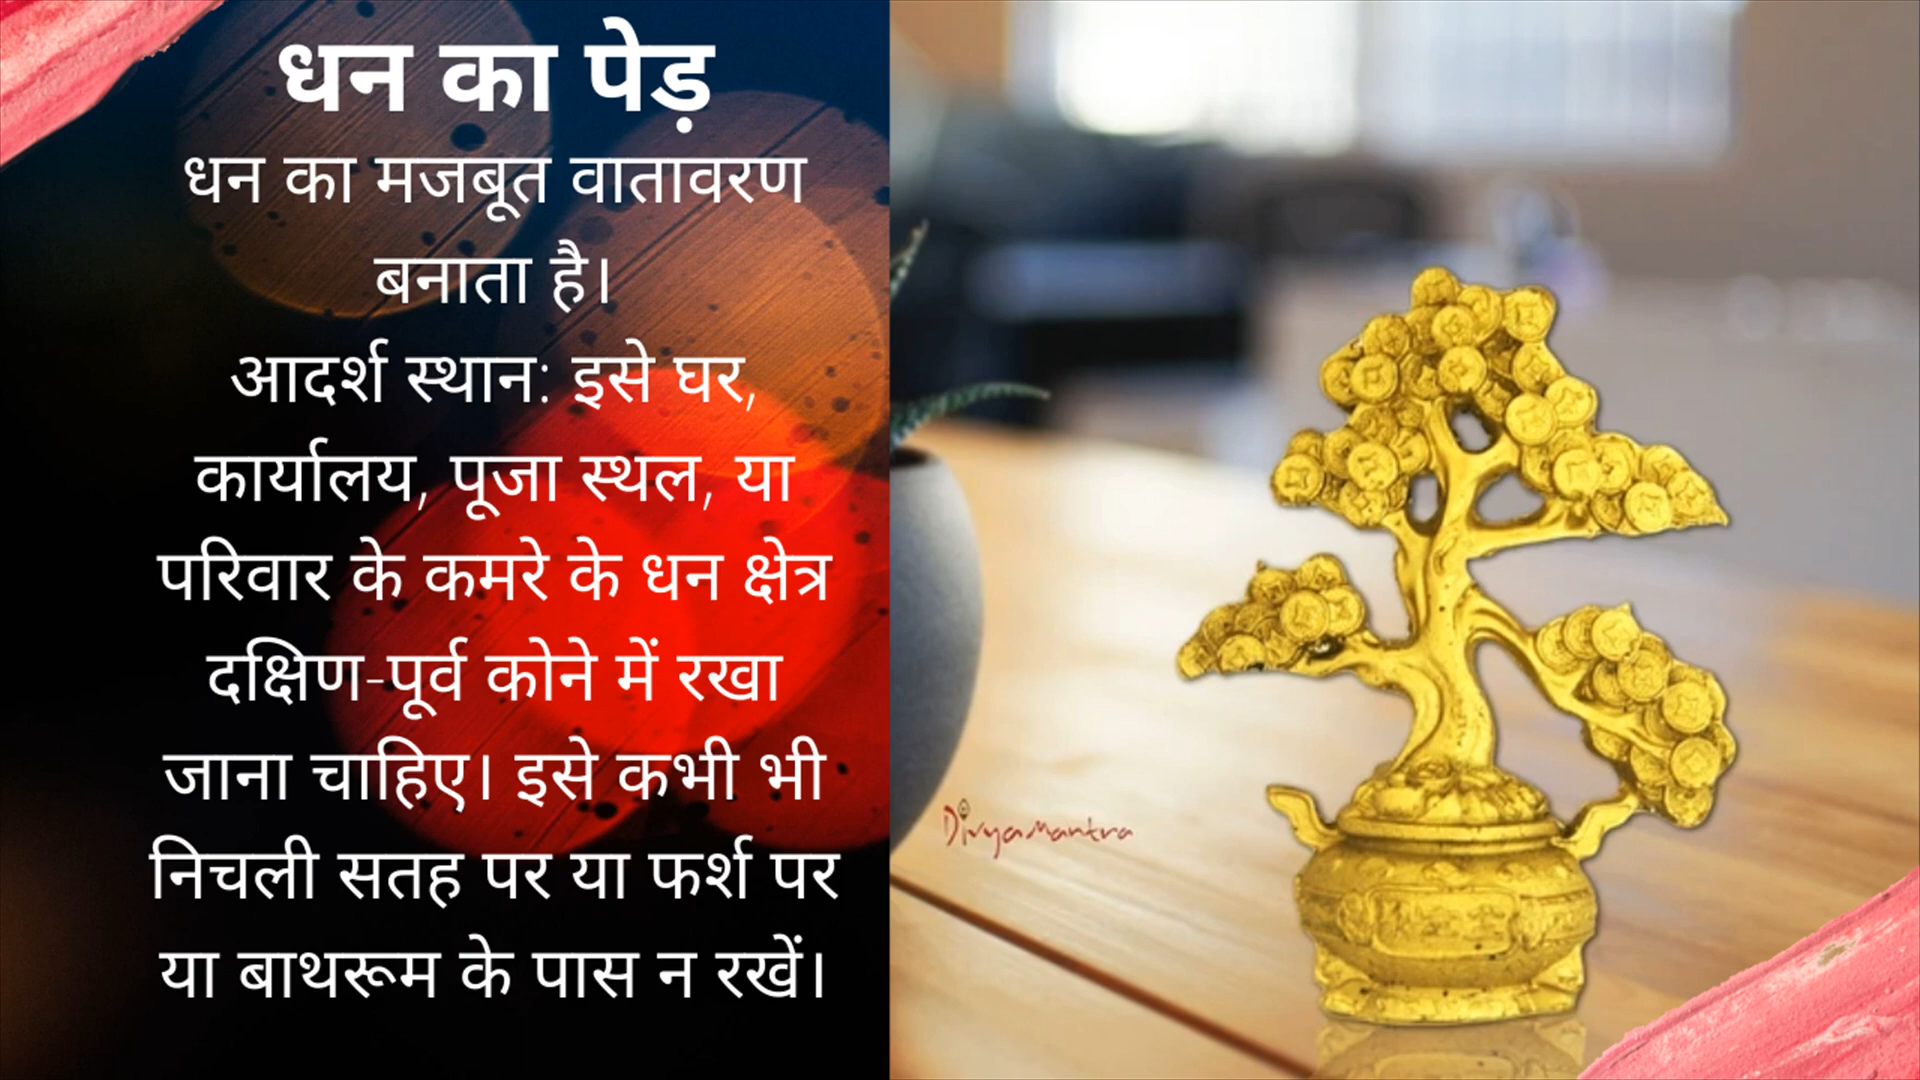 धन का पेड़
धन का मजबूत वातावरण
बनाता है।
आदर्श स्थान: इसे घर,
कार्यालय, पूजा स्थल, या
परिवार के कमरे के धन क्षेत्र
दक्षिण-पूर्व कोने में रखा
जाना चाहिए। इसे कभी भी
निचली सतह पर या फर्श पर
या बाथरूम के पास न रखें।
Divyamantra